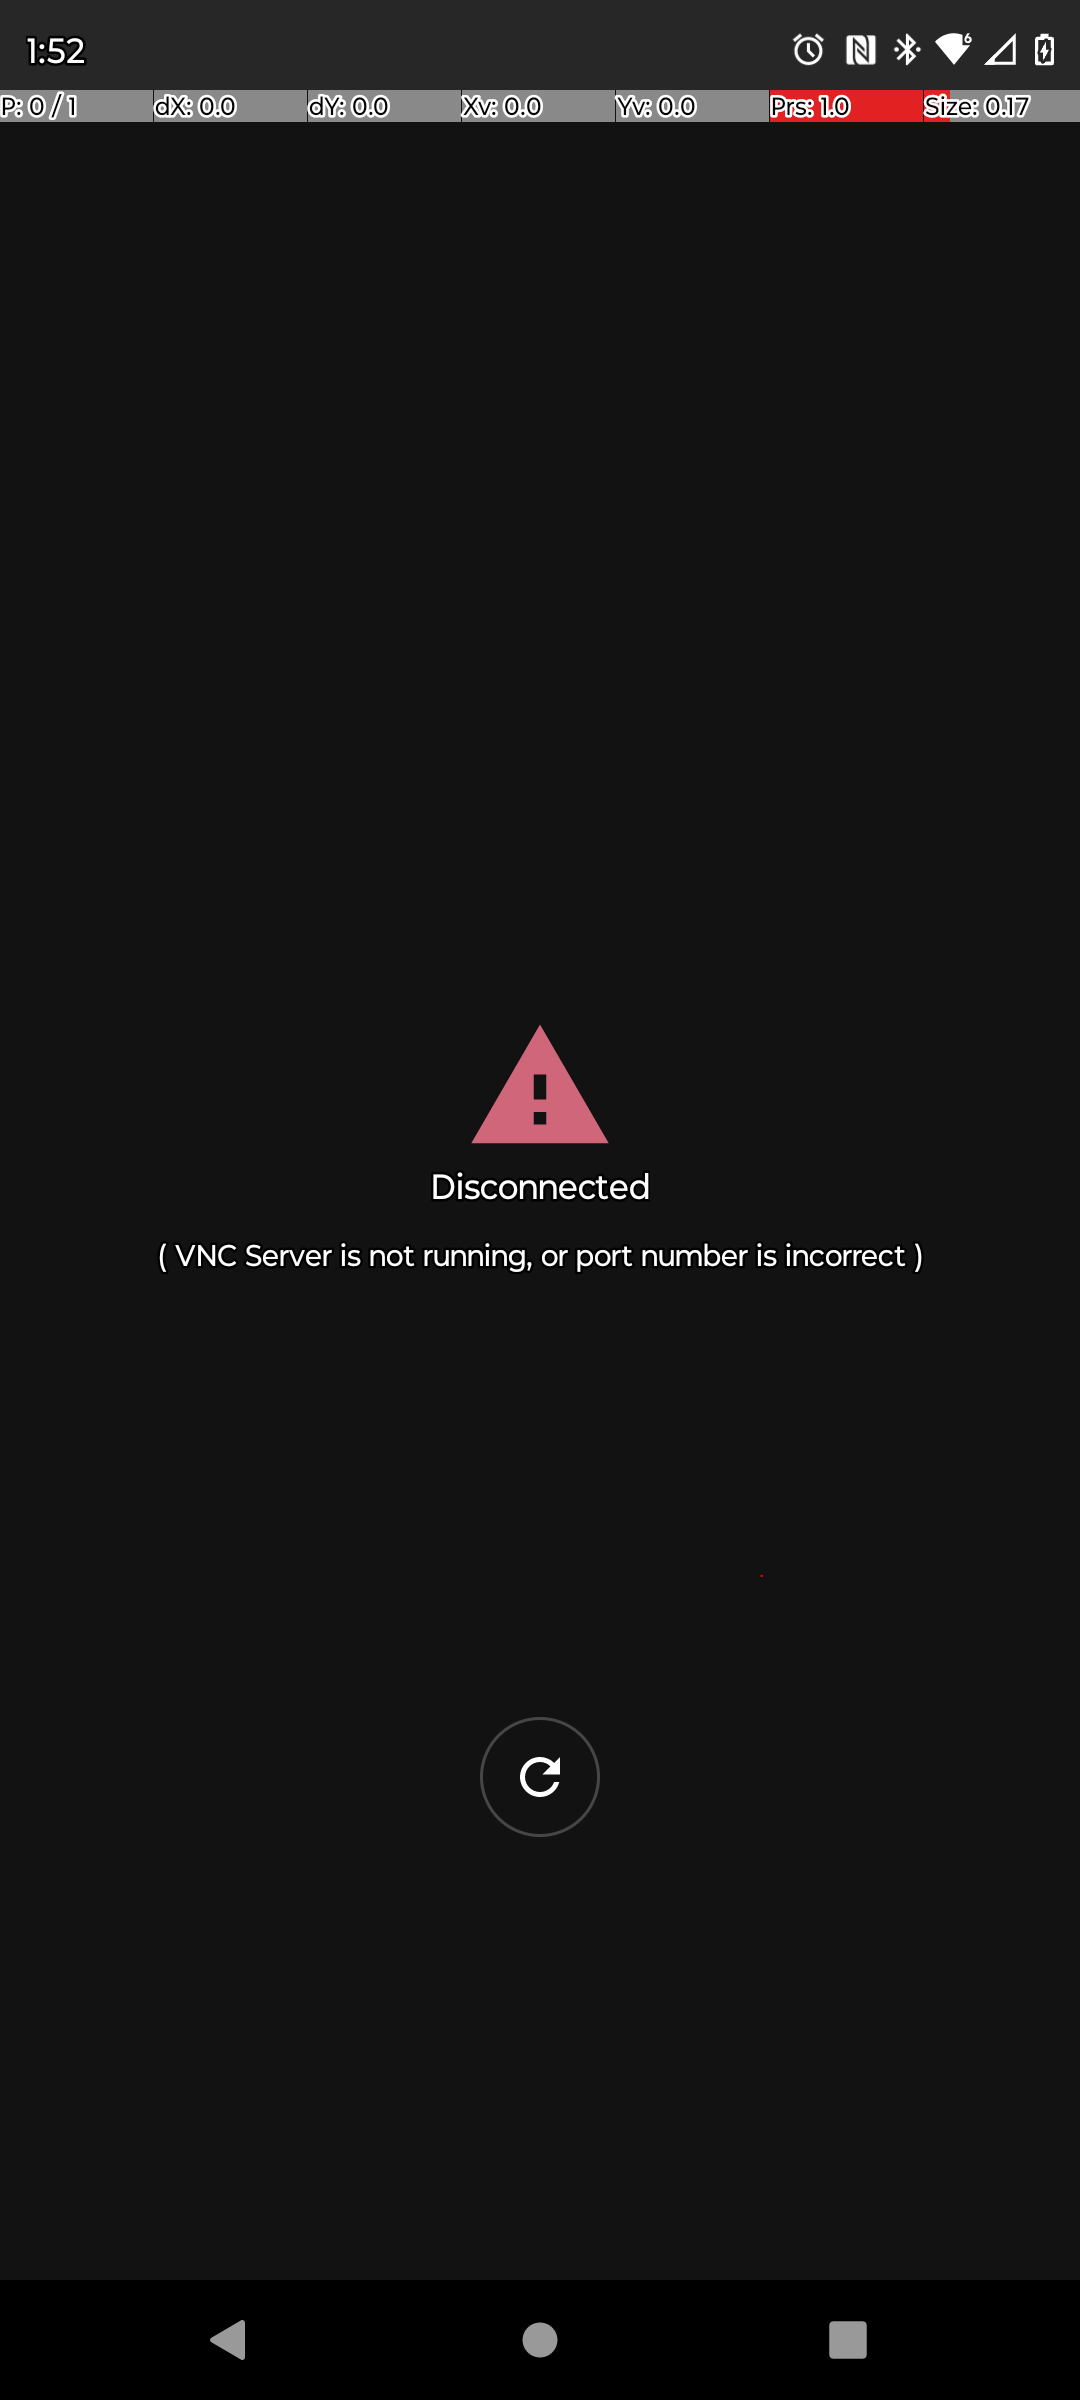 1:52
P: 0 / 1 dX: 0.0 dY: 0.0 Xv: 0.0 Yv: 0.0 Prs: 1.0 Size: 0.17
Disconnected
( VNC Server is not running, or port number is incorrect )